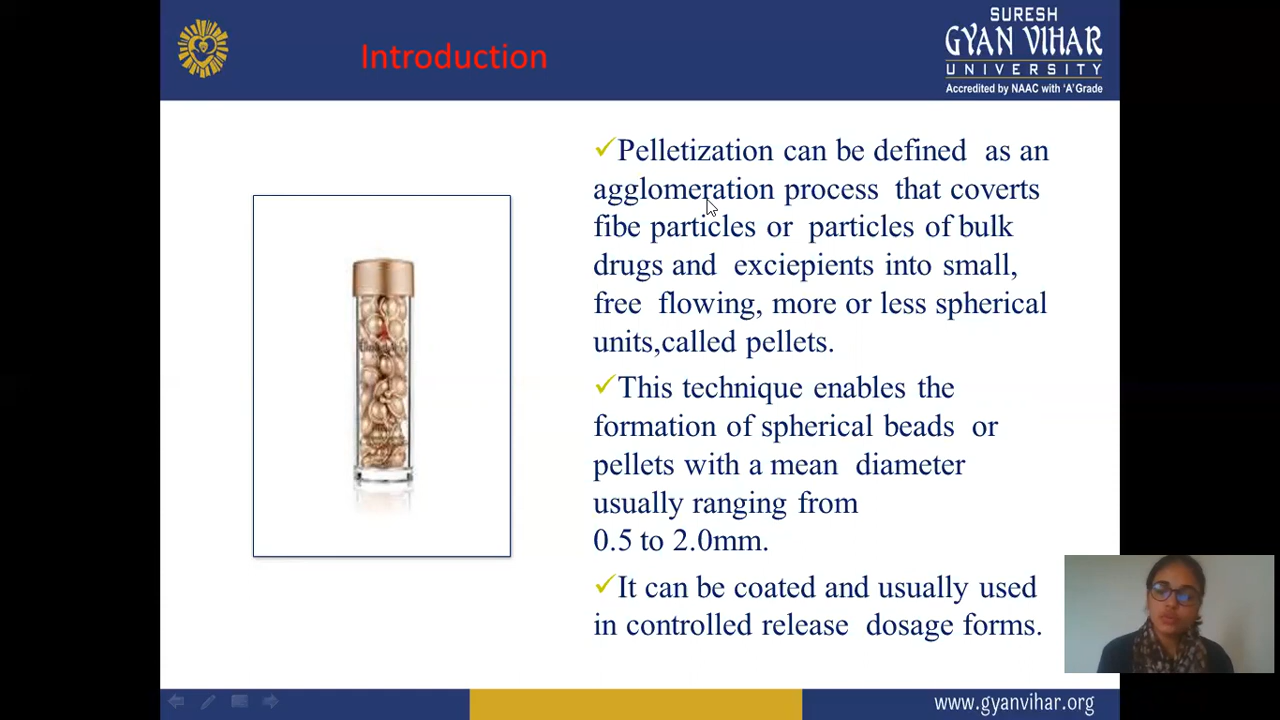 Introduction
SURESH
GYAN VIHAR
UNIVERSITY
Accredited by NAAC with 'A' Grade
✓Pelletization can be defined as an
agglomeration process that coverts
fibe particles or particles of bulk
drugs and exciepients into small,
free flowing, more or less spherical
units,called pellets.
✓This technique enables the
formation of spherical beads or
pellets with a mean diameter
usually ranging from
0.5 to 2.0mm.
✓It can be coated and usually used
in controlled release dosage forms.
www.gyanvihar.org